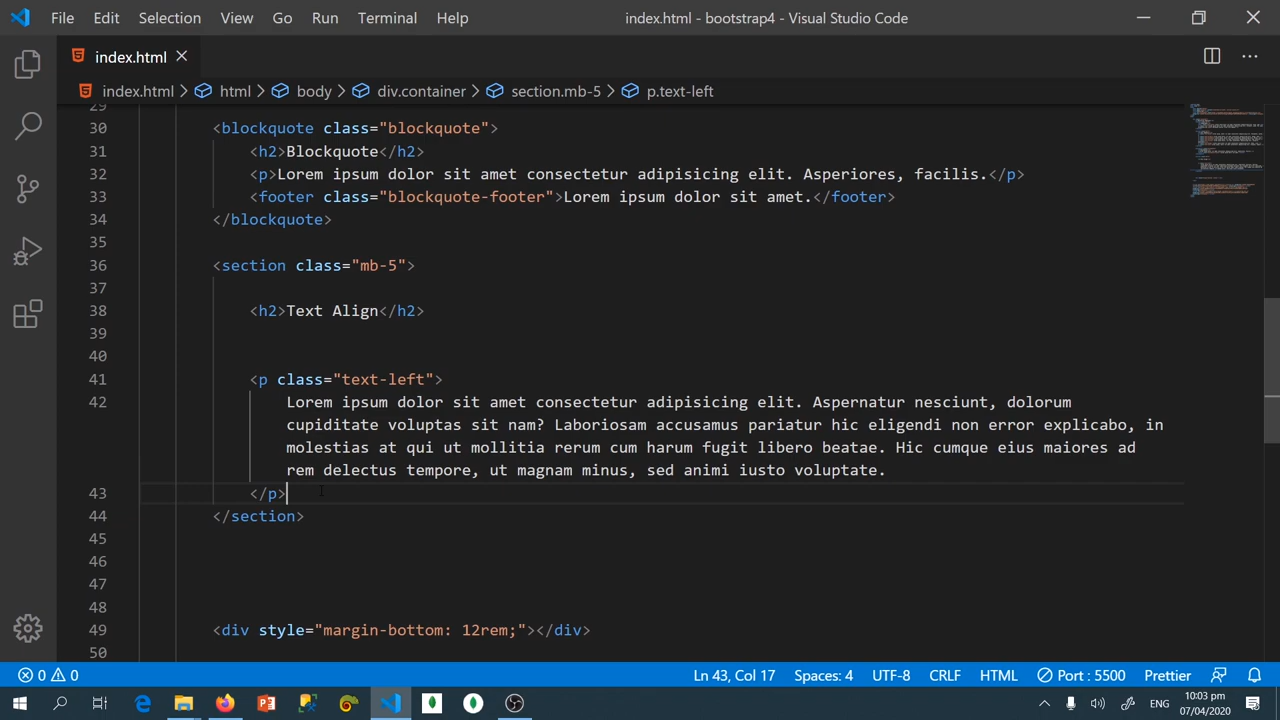 File Edit Selection View Go Run Terminal Help index.html - bootstrap4 - Visual Studio Code
index.html
index.html > html > body > div.container > section.mb-5 > p.text-left
29
30 <blockquote class="blockquote">
31 <h2>Blockquote</h2>
32 <p>Lorem ipsum dolor sit amet consectetur adipisicing elit. Asperiores, facilis.</p>
33 <footer class="blockquote-footer">Lorem ipsum dolor sit amet.</footer>
34 </blockquote>
35
36 <section class="mb-5">
37
38 <h2>Text Align</h2>
39
40
41 <p class="text-left">
42 Lorem ipsum dolor sit amet consectetur adipisicing elit. Aspernatur nesciunt, dolorum
cupiditate voluptas sit nam? Laboriosam accusamus pariatur hic eligendi non error explicabo, in
molestias at qui ut mollitia rerum cum harum fugit libero beatae. Hic cumque eius maiores ad
rem delectus tempore, ut magnam minus, sed animi iusto voluptate.
43 </p>
44 </section>
45
46
47
48
49 <div style="margin-bottom: 12rem;"></div>
50
0 0 Ln 43, Col 17 Spaces: 4 UTF-8 CRLF HTML Port : 5500 Prettier
ENG 10:03 pm
07/04/2020